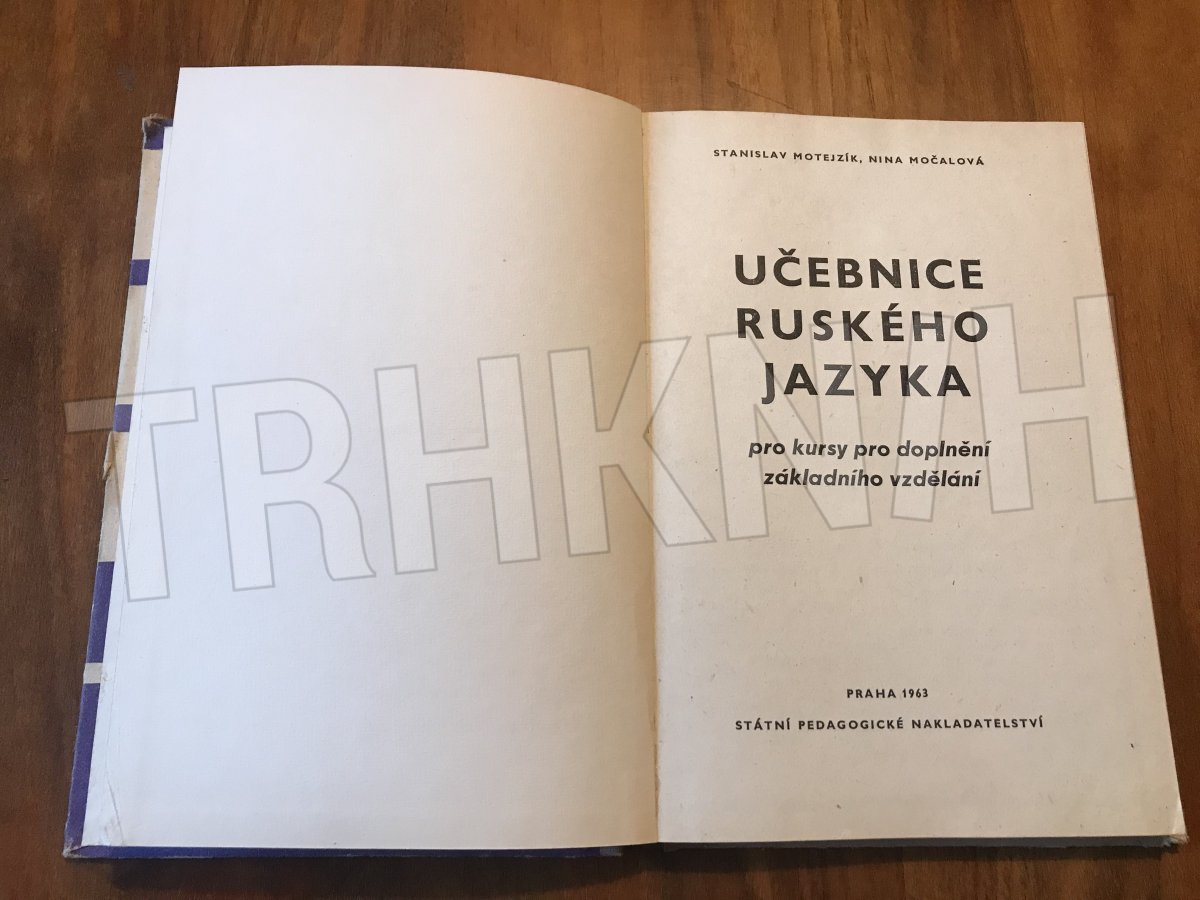 STANISLAV MOTEJZÍK, NINA MOČALOVÁ
UČEBNICE
RUSKÉHO
JAZYKA
pro kursy pro doplnění
základního vzdělání
PRAHA 1963
STÁTNÍ PEDAGOGICKÉ NAKLADATELSTVÍ
TRHKNIH